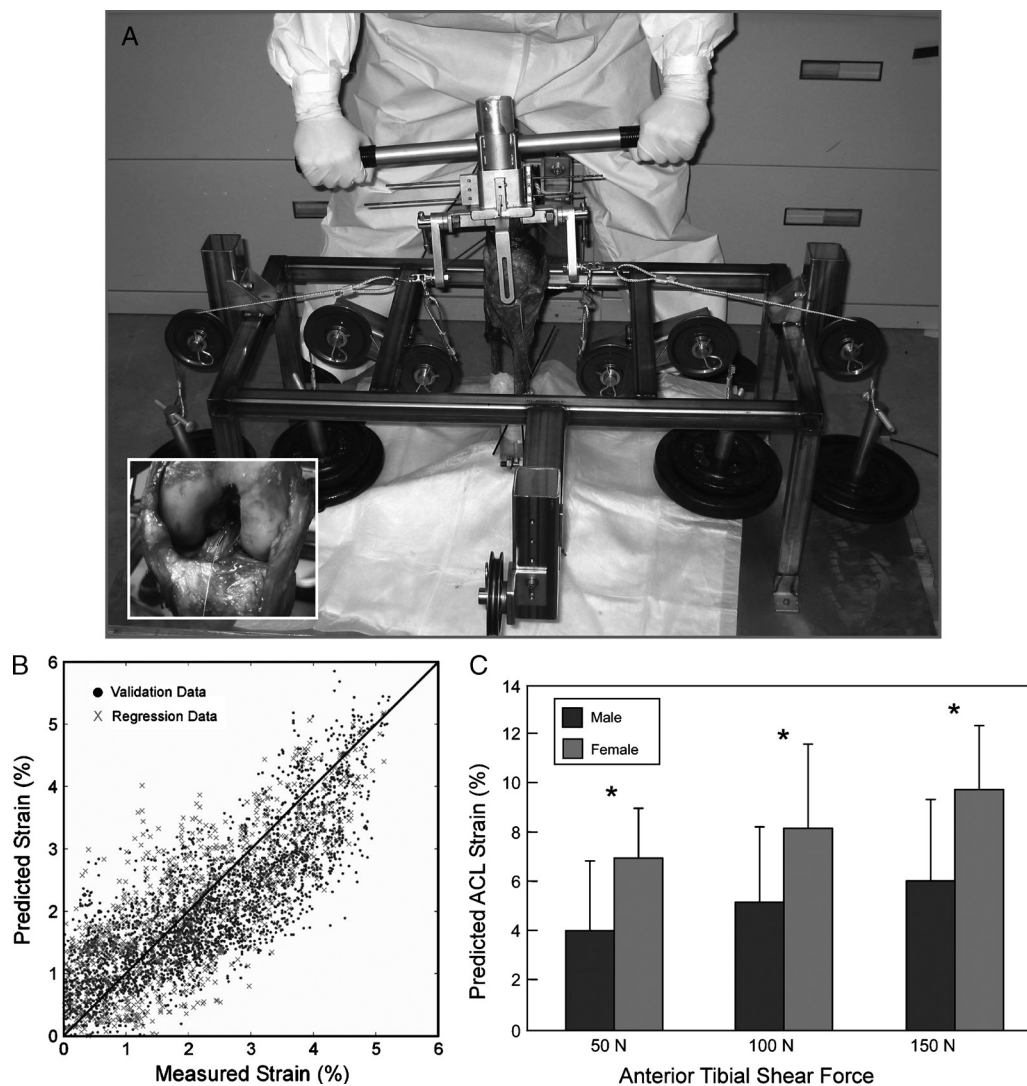 A
B
6
5
4
3
2
1
0
Predicted Strain (%)
● Validation Data
× Regression Data
0 1 2 3 4 5 6
Measured Strain (%)
C
14
12
10
8
6
4
2
0
Predicted ACL Strain (%)
Male
Female
* * *
50 N 100 N 150 N
Anterior Tibial Shear Force